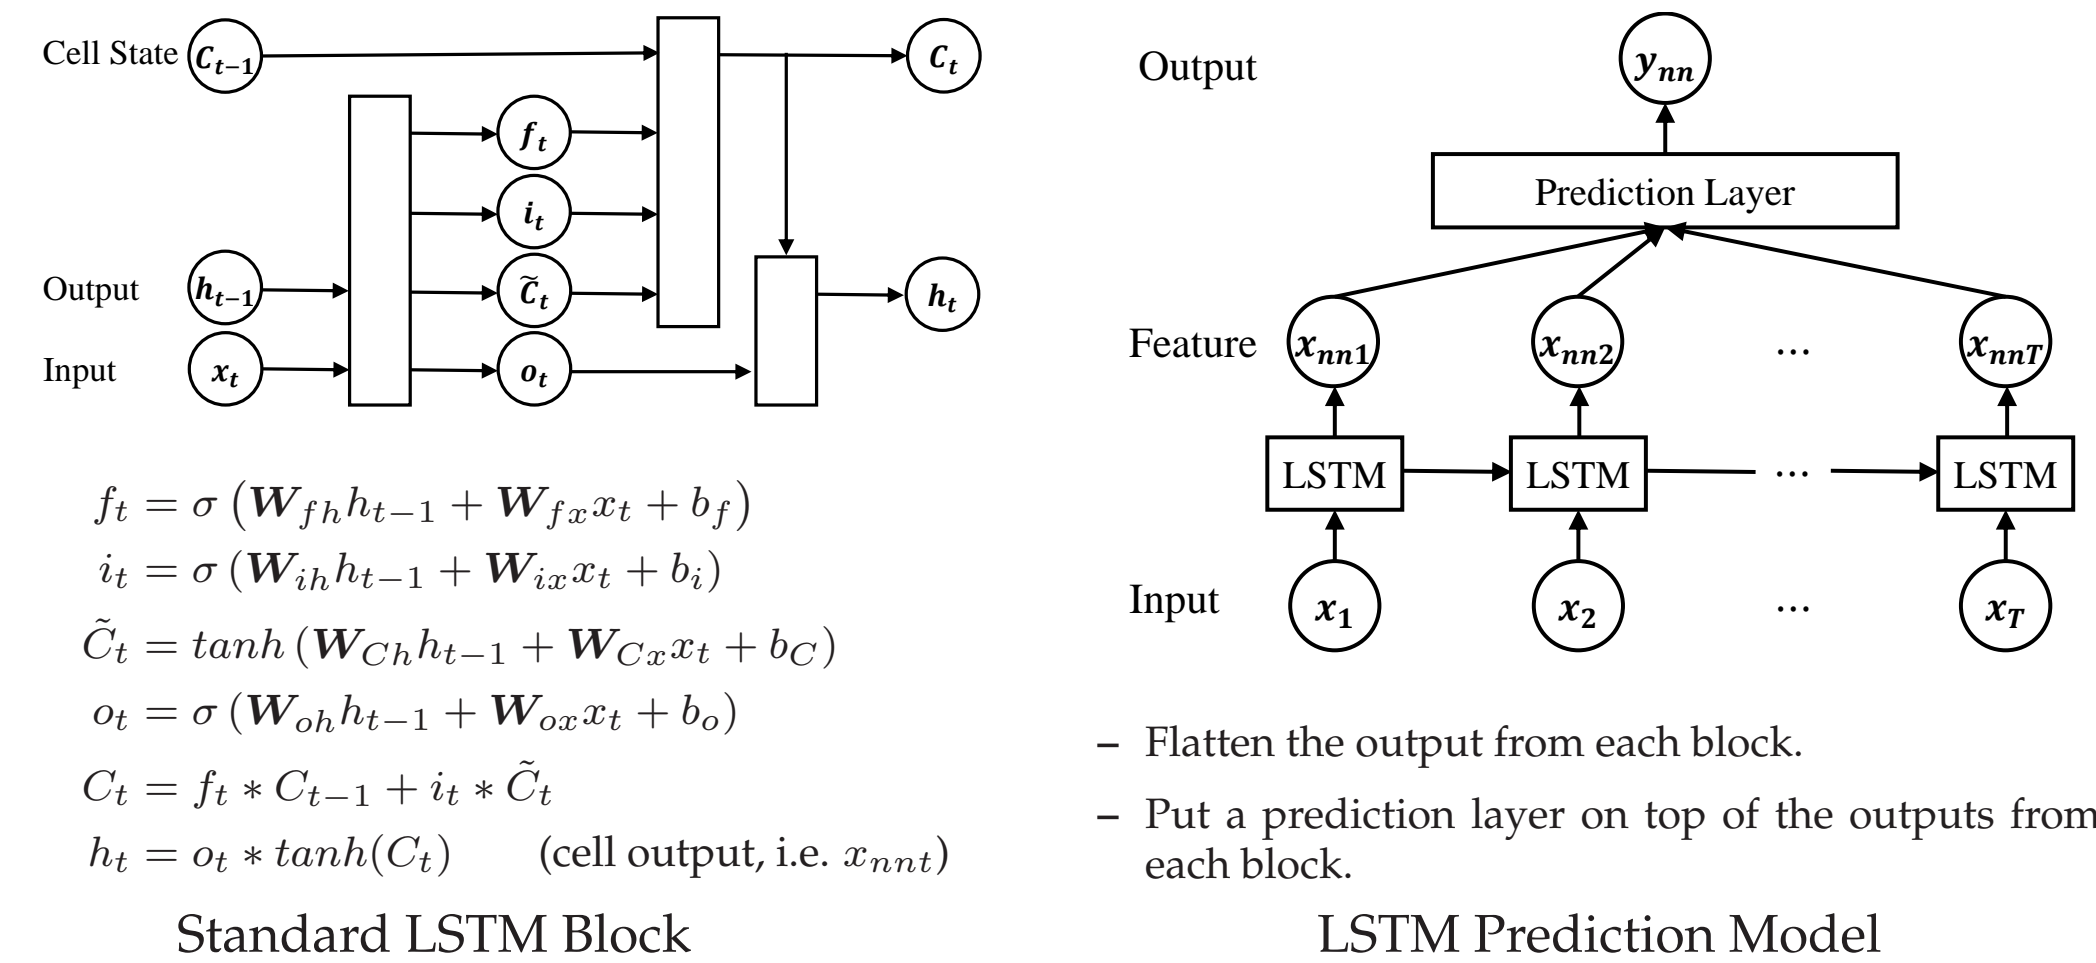 Cell State C_{t−1} C_t
f_t
i_t
Output h_{t−1} C̃_t h_t
Input x_t o_t
f_t = σ (W_{fh}h_{t−1} + W_{fx}x_t + b_f)
i_t = σ (W_{ih}h_{t−1} + W_{ix}x_t + b_i)
C̃_t = tanh (W_{Ch}h_{t−1} + W_{Cx}x_t + b_C)
o_t = σ (W_{oh}h_{t−1} + W_{ox}x_t + b_o)
C_t = f_t ∗ C_{t−1} + i_t ∗ C̃_t
h_t = o_t ∗ tanh(C_t) (cell output, i.e. x_{nnt})
Standard LSTM Block
Output y_{nn}
Prediction Layer
Feature x_{nn1} x_{nn2} ... x_{nnT}
LSTM LSTM ... LSTM
Input x_1 x_2 ... x_T
– Flatten the output from each block.
– Put a prediction layer on top of the outputs from
each block.
LSTM Prediction Model